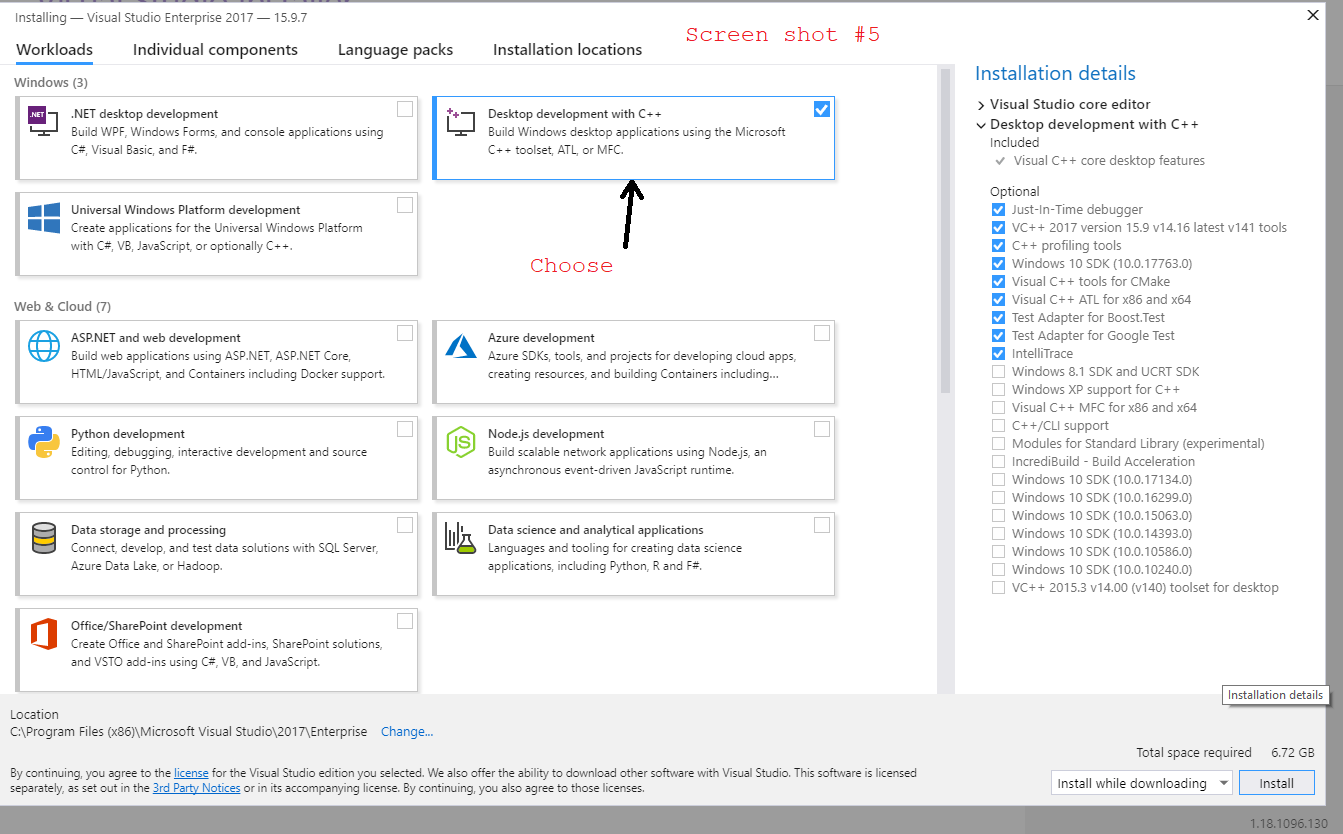 Installing — Visual Studio Enterprise 2017 — 15.9.7
Workloads
Individual components
Language packs
Installation locations
Screen shot #5
Windows (3)
.NET
.NET desktop development
Build WPF, Windows Forms, and console applications using
C#, Visual Basic, and F#.
Desktop development with C++
Build Windows desktop applications using the Microsoft
C++ toolset, ATL, or MFC.
Universal Windows Platform development
Create applications for the Universal Windows Platform
with C#, VB, JavaScript, or optionally C++.
Choose
Web & Cloud (7)
ASP.NET and web development
Build web applications using ASP.NET, ASP.NET Core,
HTML/JavaScript, and Containers including Docker support.
Azure development
Azure SDKs, tools, and projects for developing cloud apps,
creating resources, and building Containers including...
Python development
Editing, debugging, interactive development and source
control for Python.
JS
Node.js development
Build scalable network applications using Node.js, an
asynchronous event-driven JavaScript runtime.
Data storage and processing
Connect, develop, and test data solutions with SQL Server,
Azure Data Lake, or Hadoop.
Data science and analytical applications
Languages and tooling for creating data science
applications, including Python, R and F#.
Office/SharePoint development
Create Office and SharePoint add-ins, SharePoint solutions,
and VSTO add-ins using C#, VB, and JavaScript.
Installation details
Visual Studio core editor
Desktop development with C++
Included
Visual C++ core desktop features
Optional
Just-In-Time debugger
VC++ 2017 version 15.9 v14.16 latest v141 tools
C++ profiling tools
Windows 10 SDK (10.0.17763.0)
Visual C++ tools for CMake
Visual C++ ATL for x86 and x64
Test Adapter for Boost.Test
Test Adapter for Google Test
IntelliTrace
Windows 8.1 SDK and UCRT SDK
Windows XP support for C++
Visual C++ MFC for x86 and x64
C++/CLI support
Modules for Standard Library (experimental)
IncrediBuild - Build Acceleration
Windows 10 SDK (10.0.17134.0)
Windows 10 SDK (10.0.16299.0)
Windows 10 SDK (10.0.15063.0)
Windows 10 SDK (10.0.14393.0)
Windows 10 SDK (10.0.10586.0)
Windows 10 SDK (10.0.10240.0)
VC++ 2015.3 v14.00 (v140) toolset for desktop
Installation details
Location
C:\Program Files (x86)\Microsoft Visual Studio\2017\Enterprise Change...
Total space required 6.72 GB
By continuing, you agree to the license for the Visual Studio edition you selected. We also offer the ability to download other software with Visual Studio. This software is licensed
separately, as set out in the 3rd Party Notices or in its accompanying license. By continuing, you also agree to those licenses.
Install while downloading
Install
1.18.1096.130